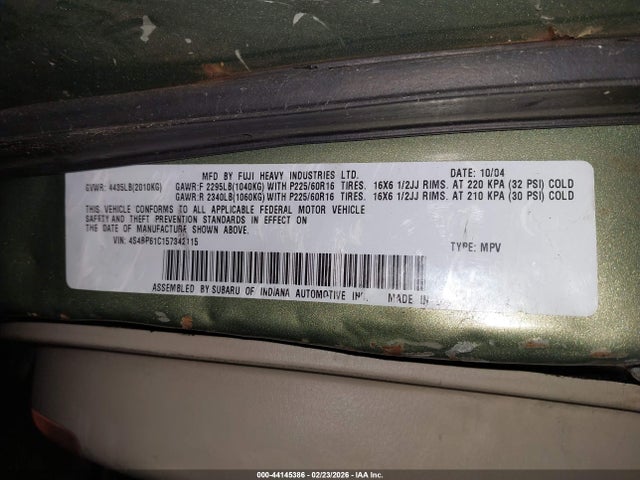 MFD BY FUJI HEAVY INDUSTRIES LTD. DATE: 10/04
GVWR: 4435LB(2010KG) GAWR:F 2295LB(1040KG) WITH P225/60R16 TIRES. 16X6 1/2JJ RIMS. AT 220 KPA (32 PSI) COLD
GAWR:R 2340LB(1060KG) WITH P225/60R16 TIRES. 16X6 1/2JJ RIMS. AT 210 KPA (30 PSI) COLD
THIS VEHICLE CONFORMS TO ALL APPLICABLE FEDERAL MOTOR VEHICLE
SAFETY AND THEFT PREVENTION STANDARDS IN EFFECT ON
THE DATE OF MANUFACTURE SHOWN ABOVE.
VIN: 4S4BP61C157342115 TYPE: MPV
ASSEMBLED BY SUBARU OF INDIANA AUTOMOTIVE INC. MADE IN
000-44145386 - 02/23/2026 - IAA Inc.